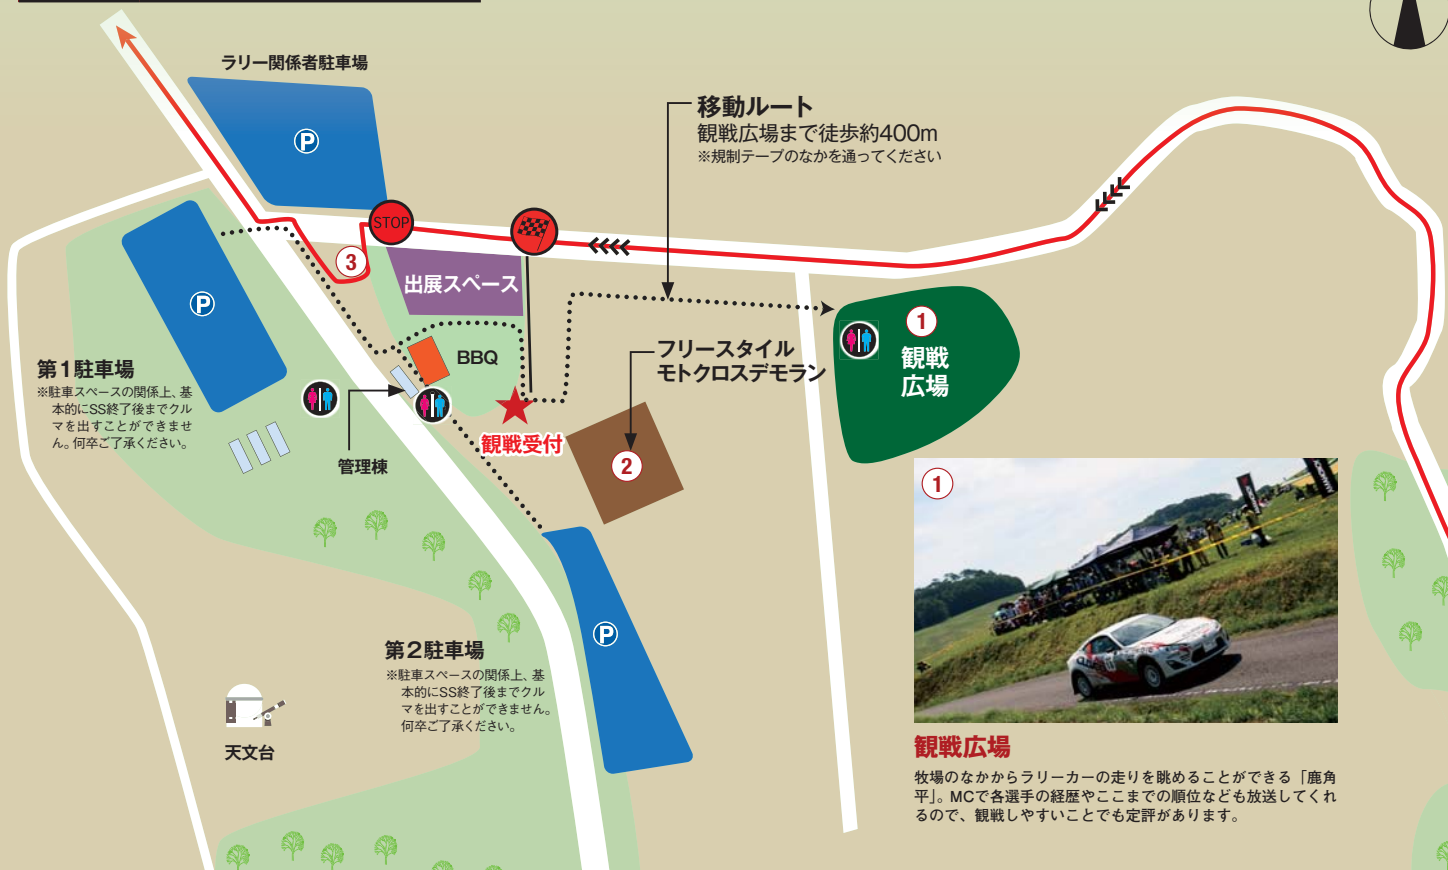 ラリー関係者駐車場
P
移動ルート
観戦広場まで徒歩約400m
※規制テープのなかを通ってください
STOP
3
出展スペース
P
1
観戦
広場
フリースタイル
モトクロスデモラン
BBQ
第1駐車場
※駐車スペースの関係上、基
本的にSS終了後までクル
マを出すことができませ
ん。何卒ご了承ください。
観戦受付
管理棟
2
1
P
第2駐車場
※駐車スペースの関係上、基
本的にSS終了後までクル
マを出すことができません。
何卒ご了承ください。
天文台
観戦広場
牧場のなかからラリーカーの走りを眺めることができる「鹿角
平」。MCで各選手の経歴やここまでの順位なども放送してくれ
るので、観戦しやすいことでも定評があります。